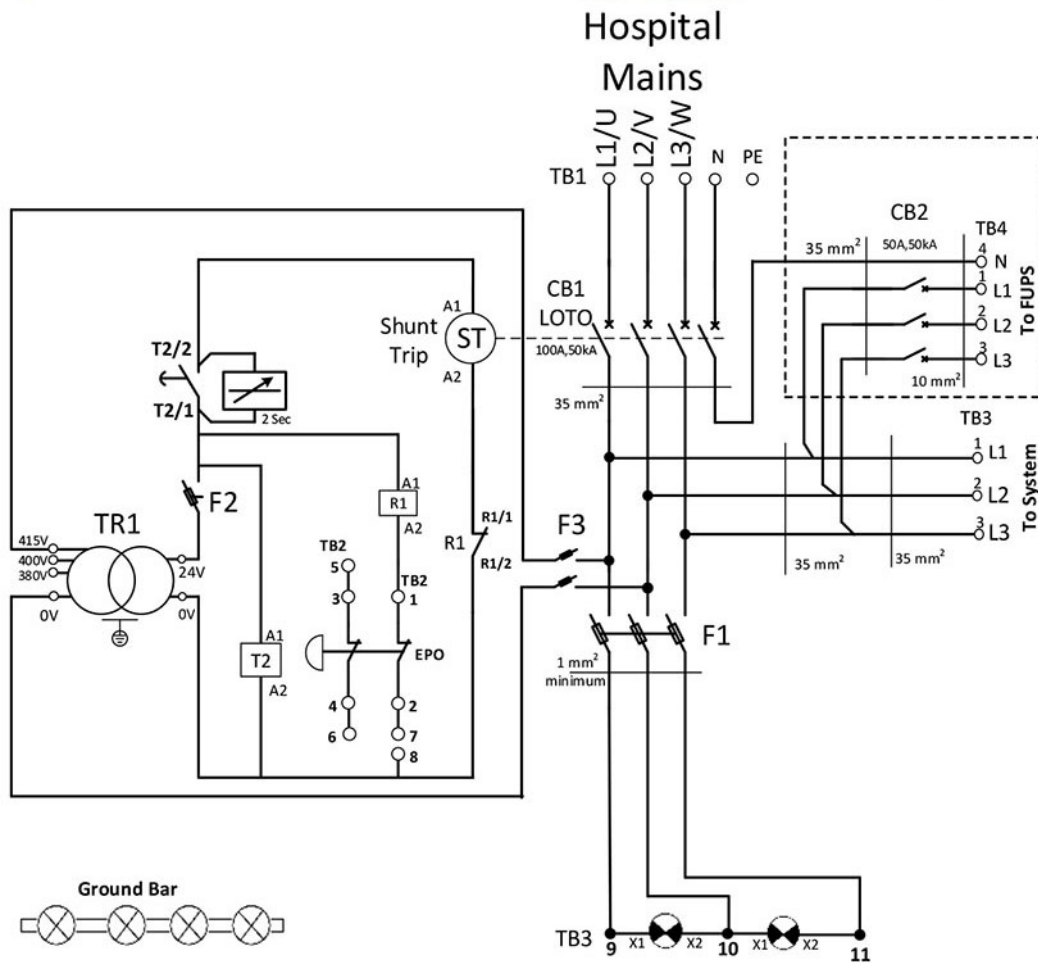 Hospital
Mains
L1/U
L2/V
L3/W
N
PE
TB1
CB2
50A,50kA
35 mm²
TB4
4
N
1
L1
2
L2
3
L3
To FUPS
10 mm²
CB1
LOTO
100A,50kA
35 mm²
A1
Shunt
Trip
ST
A2
T2/2
T2/1
2 Sec
TB3
1
L1
2
L2
3
L3
To System
35 mm²
35 mm²
A1
R1
A2
F2
TR1
415V
400V
380V
0V
24V
0V
R1/1
R1
R1/2
F3
TB2
5
3
TB2
1
EPO
A1
T2
A2
4
6
2
7
8
F1
1 mm²
minimum
Ground Bar
TB3
9
X1
X2
10
X1
X2
11